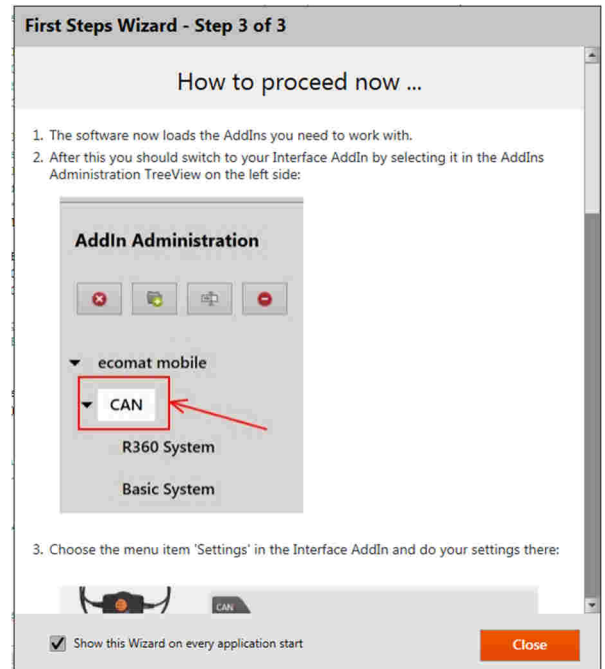 First Steps Wizard - Step 3 of 3
How to proceed now ...
1. The software now loads the AddIns you need to work with.
2. After this you should switch to your Interface AddIn by selecting it in the AddIns
Administration TreeView on the left side:
AddIn Administration
ecomat mobile
CAN
R360 System
Basic System
3. Choose the menu item 'Settings' in the Interface AddIn and do your settings there:
CAN
Show this Wizard on every application start
Close